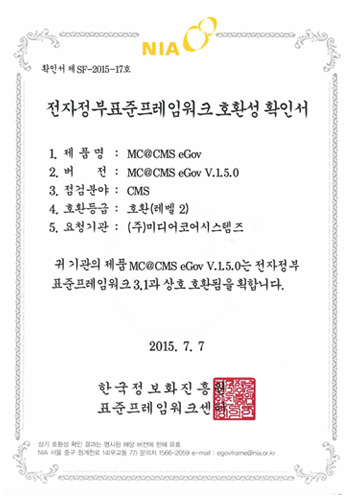 NIA
확인서 제 SF-2015-17호
전자정부표준프레임워크 호환성 확인서
1. 제 품 명 : MC@CMS eGov
2. 버 전 : MC@CMS eGov V.1.5.0
3. 점검분야 : CMS
4. 호환등급 : 호환(레벨 2)
5. 요청기관 : (주)미디어코어시스템즈
귀 기관의 제품 MC@CMS eGov V.1.5.0는 전자정부
표준프레임워크 3.1과 상호 호환됨을 확합니다.
2015. 7. 7
한국정보화진흥원
표준프레임워크센터
상기 호환성 확인 결과는 명시된 해당 버전에 한해 유효
NIA 서울 중구 청계천로 14(무교동 77) 문의처 1566-2059 e-mail : egovframe@nia.or.kr